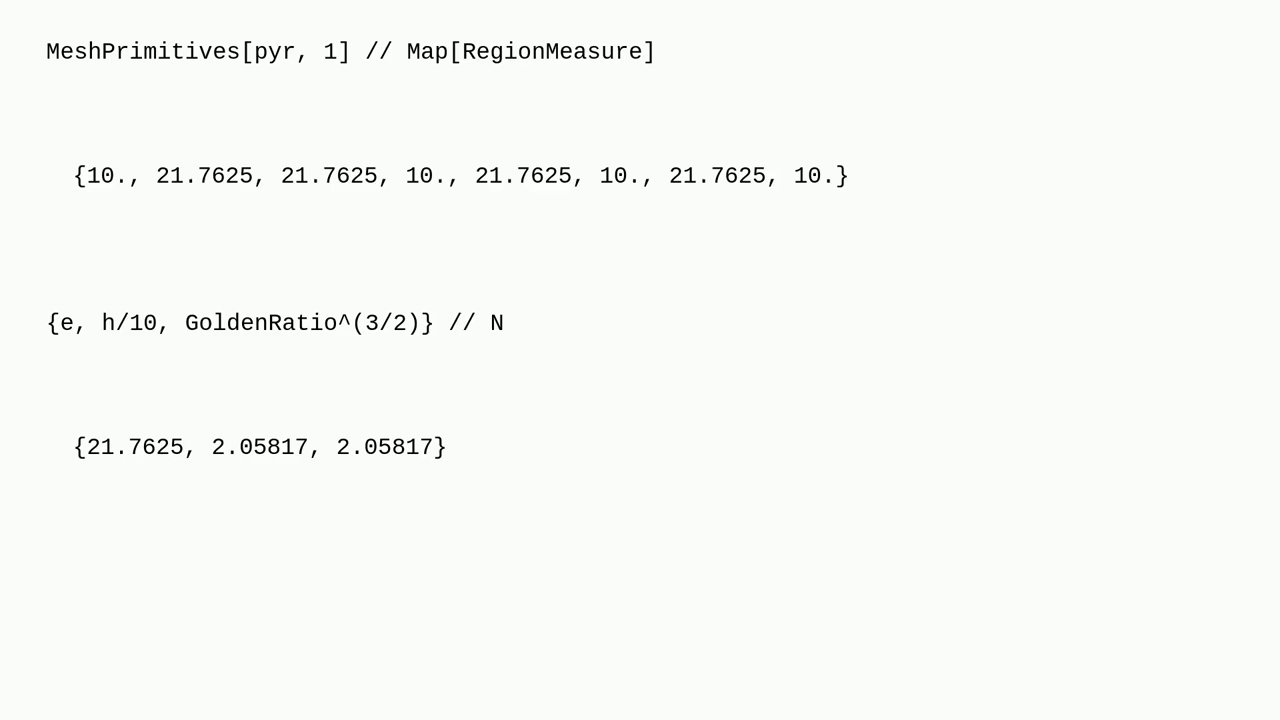 MeshPrimitives[pyr, 1] // Map[RegionMeasure]
{10., 21.7625, 21.7625, 10., 21.7625, 10., 21.7625, 10.}
{e, h/10, GoldenRatio^(3/2)} // N
{21.7625, 2.05817, 2.05817}